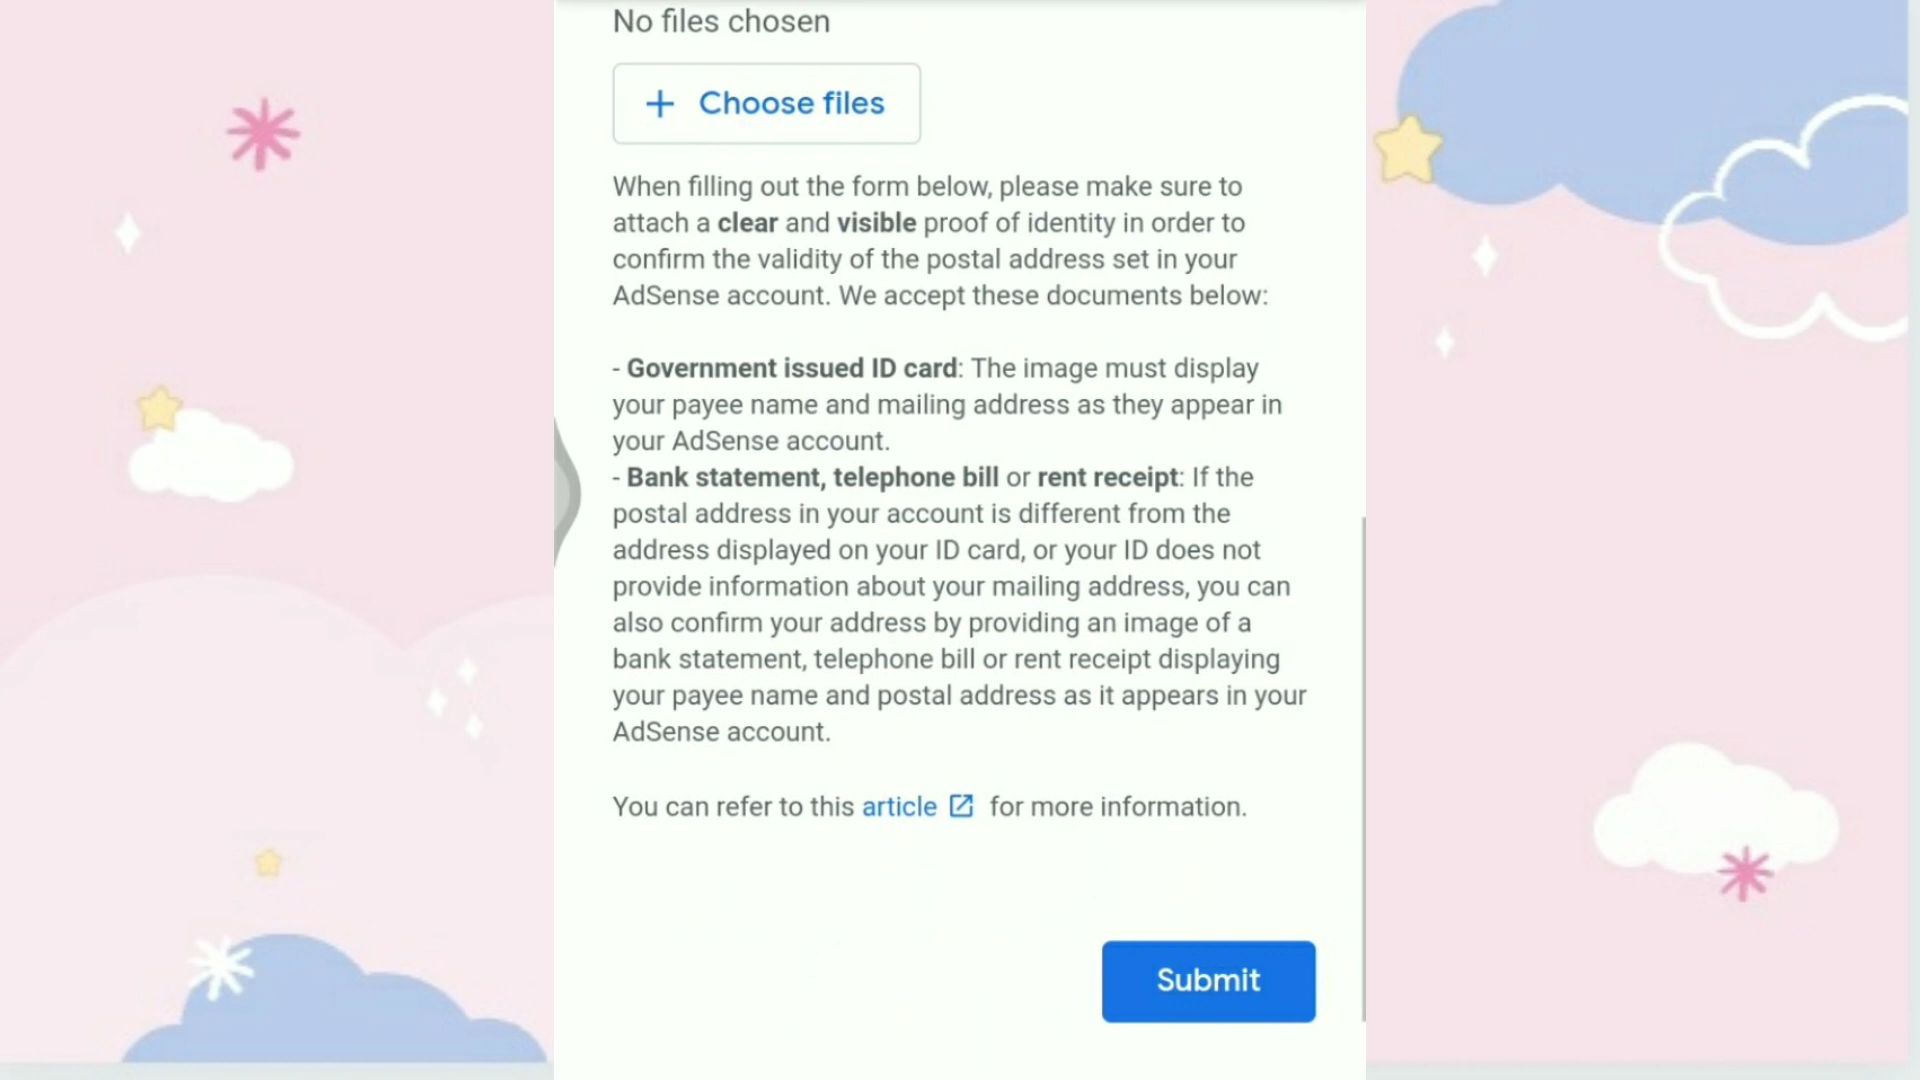 No files chosen
+ Choose files
When filling out the form below, please make sure to
attach a clear and visible proof of identity in order to
confirm the validity of the postal address set in your
AdSense account. We accept these documents below:
- Government issued ID card: The image must display
your payee name and mailing address as they appear in
your AdSense account.
- Bank statement, telephone bill or rent receipt: If the
postal address in your account is different from the
address displayed on your ID card, or your ID does not
provide information about your mailing address, you can
also confirm your address by providing an image of a
bank statement, telephone bill or rent receipt displaying
your payee name and postal address as it appears in your
AdSense account.
You can refer to this article for more information.
Submit